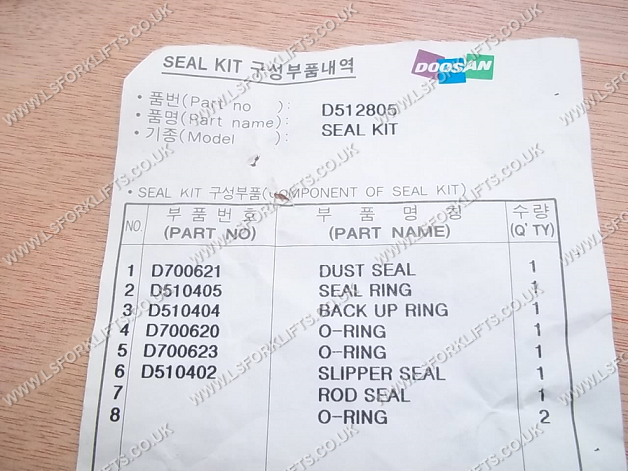 SEAL KIT 구성부품내역
DOOSAN
• 품번(Part no ): D512805
• 품명(Part name): SEAL KIT
• 기종(Model ):
• SEAL KIT 구성부품(COMPONENT OF SEAL KIT)
NO. 부품번호 (PART NO) 부품명칭 (PART NAME) 수량 (Q'TY)
1 D700621 DUST SEAL 1
2 D510405 SEAL RING 1
3 D510404 BACK UP RING 1
4 D700620 O-RING 1
5 D700623 O-RING 1
6 D510402 SLIPPER SEAL 1
7 ROD SEAL 1
8 O-RING 2
WWW.LSFORKLIFTS.CO.UK